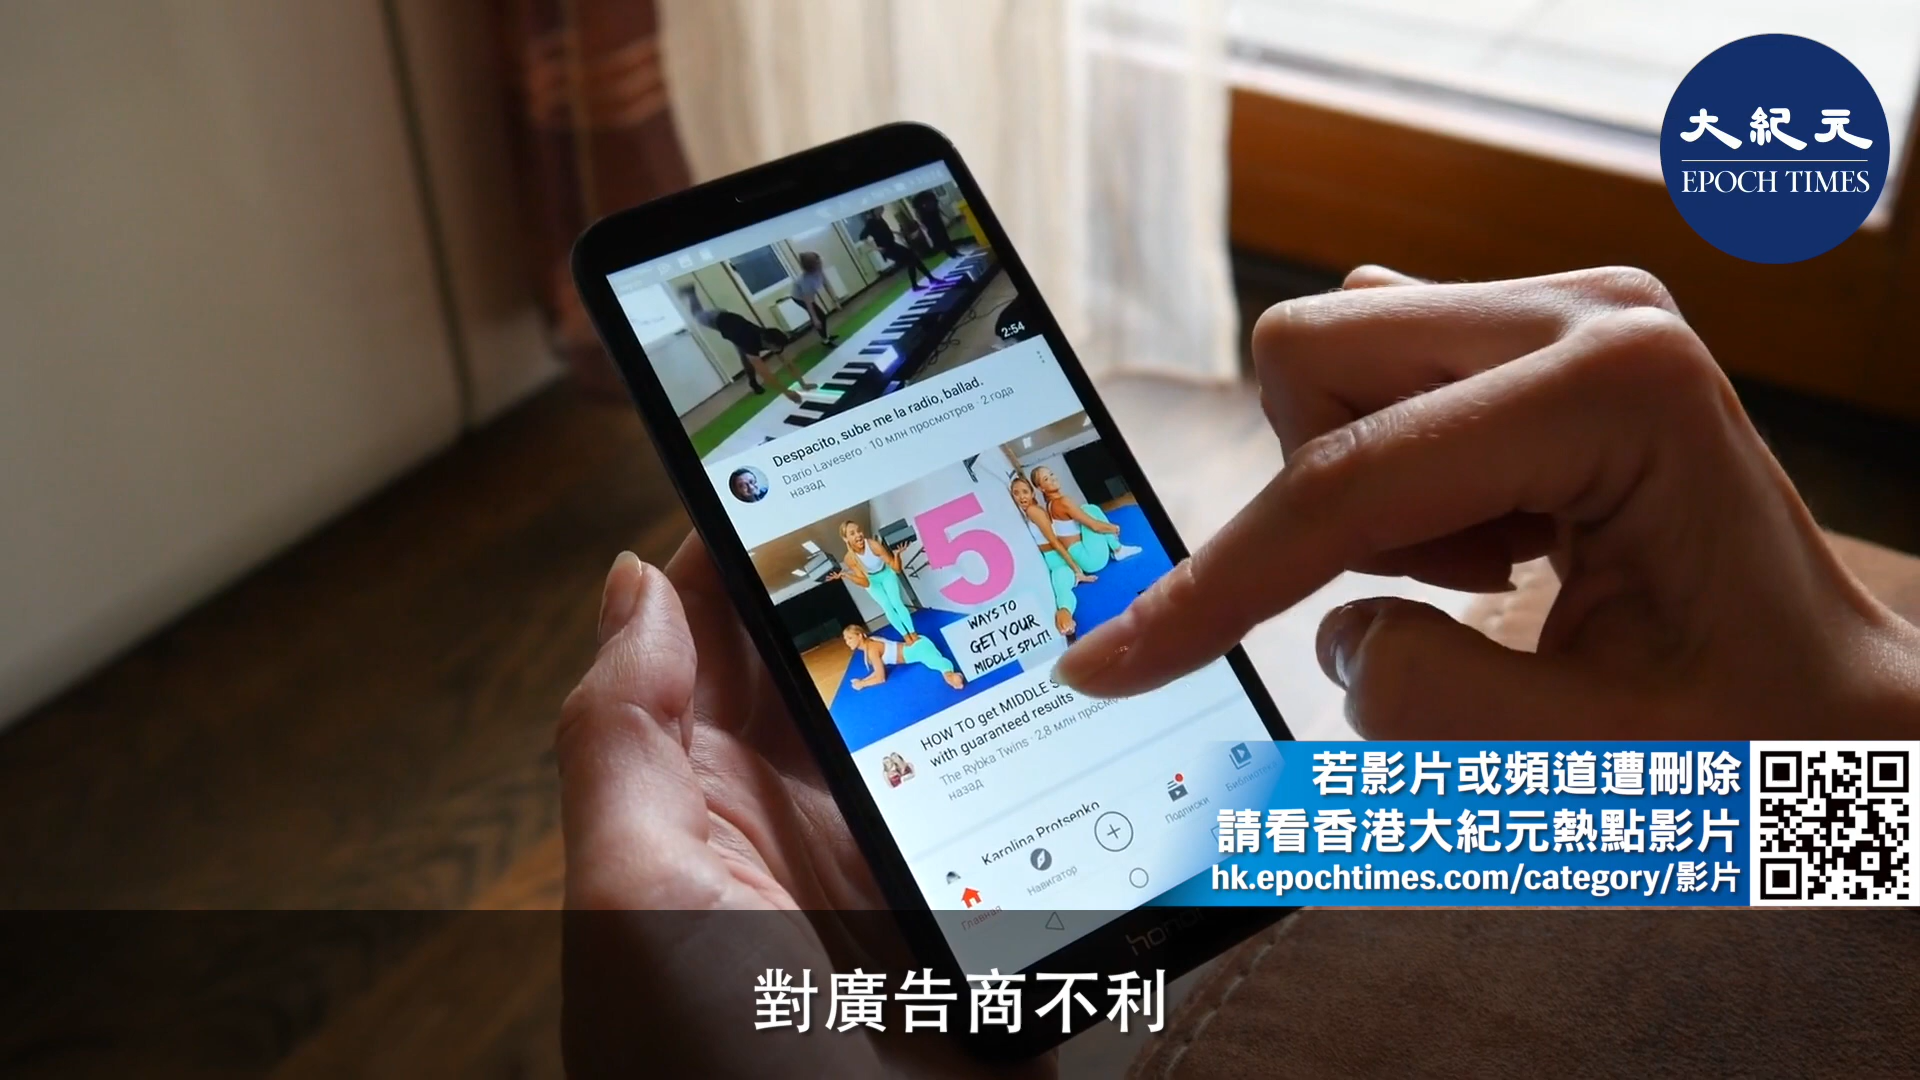 大紀元
EPOCH TIMES
2:54
Despacito, sube me la radio, ballad.
Dario Lavesero · 10 млн просмотров · 2 года
назад
5
WAYS TO
GET YOUR
MIDDLE SPLIT!
HOW TO get MIDDLE S
with guaranteed results
The Rybka Twins · 2,8 млн просмо
назад
Karolina Protsenko
Главная
Навигатор
Подписки
Библиотека
honor
若影片或頻道遭刪除
請看香港大紀元熱點影片
hk.epochtimes.com/category/影片
對廣告商不利